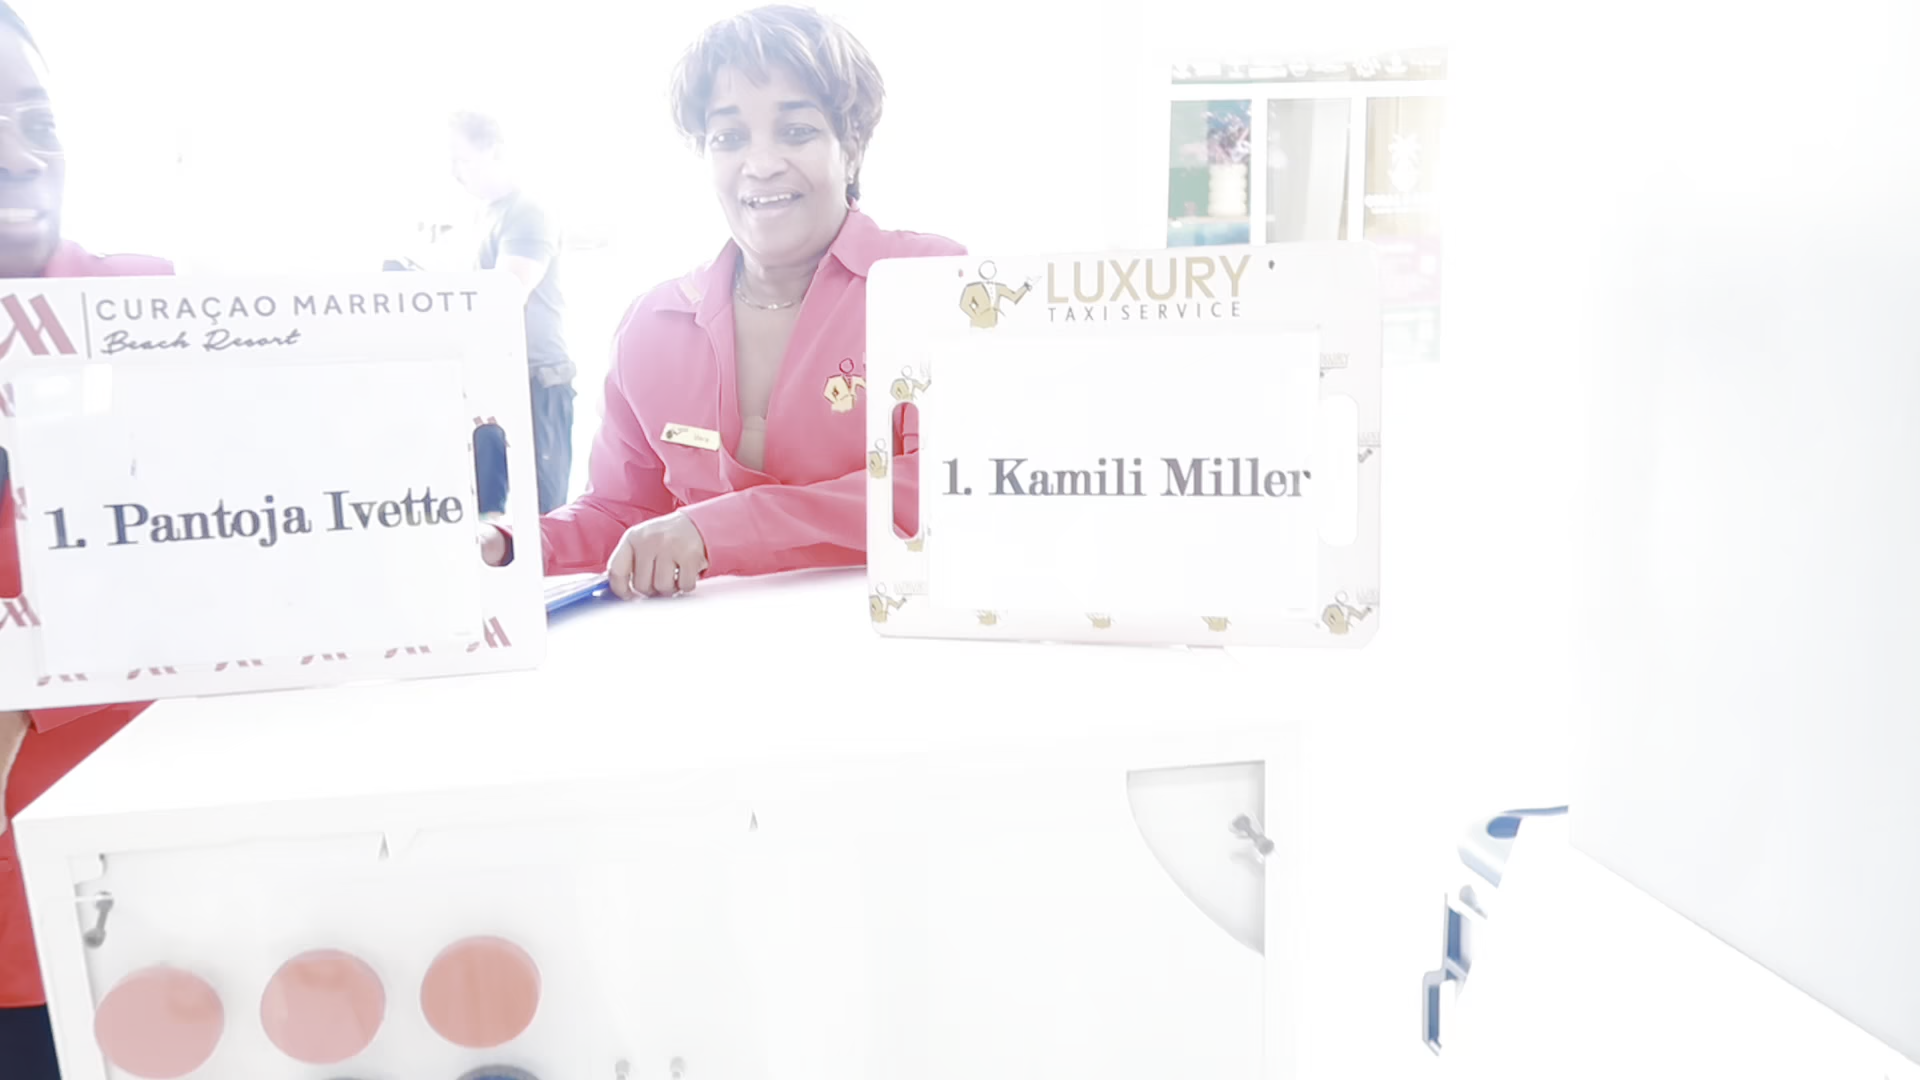 CURAÇAO MARRIOTT
Beach Resort
1. Pantoja Ivette
LUXURY
TAXI SERVICE
1. Kamili Miller